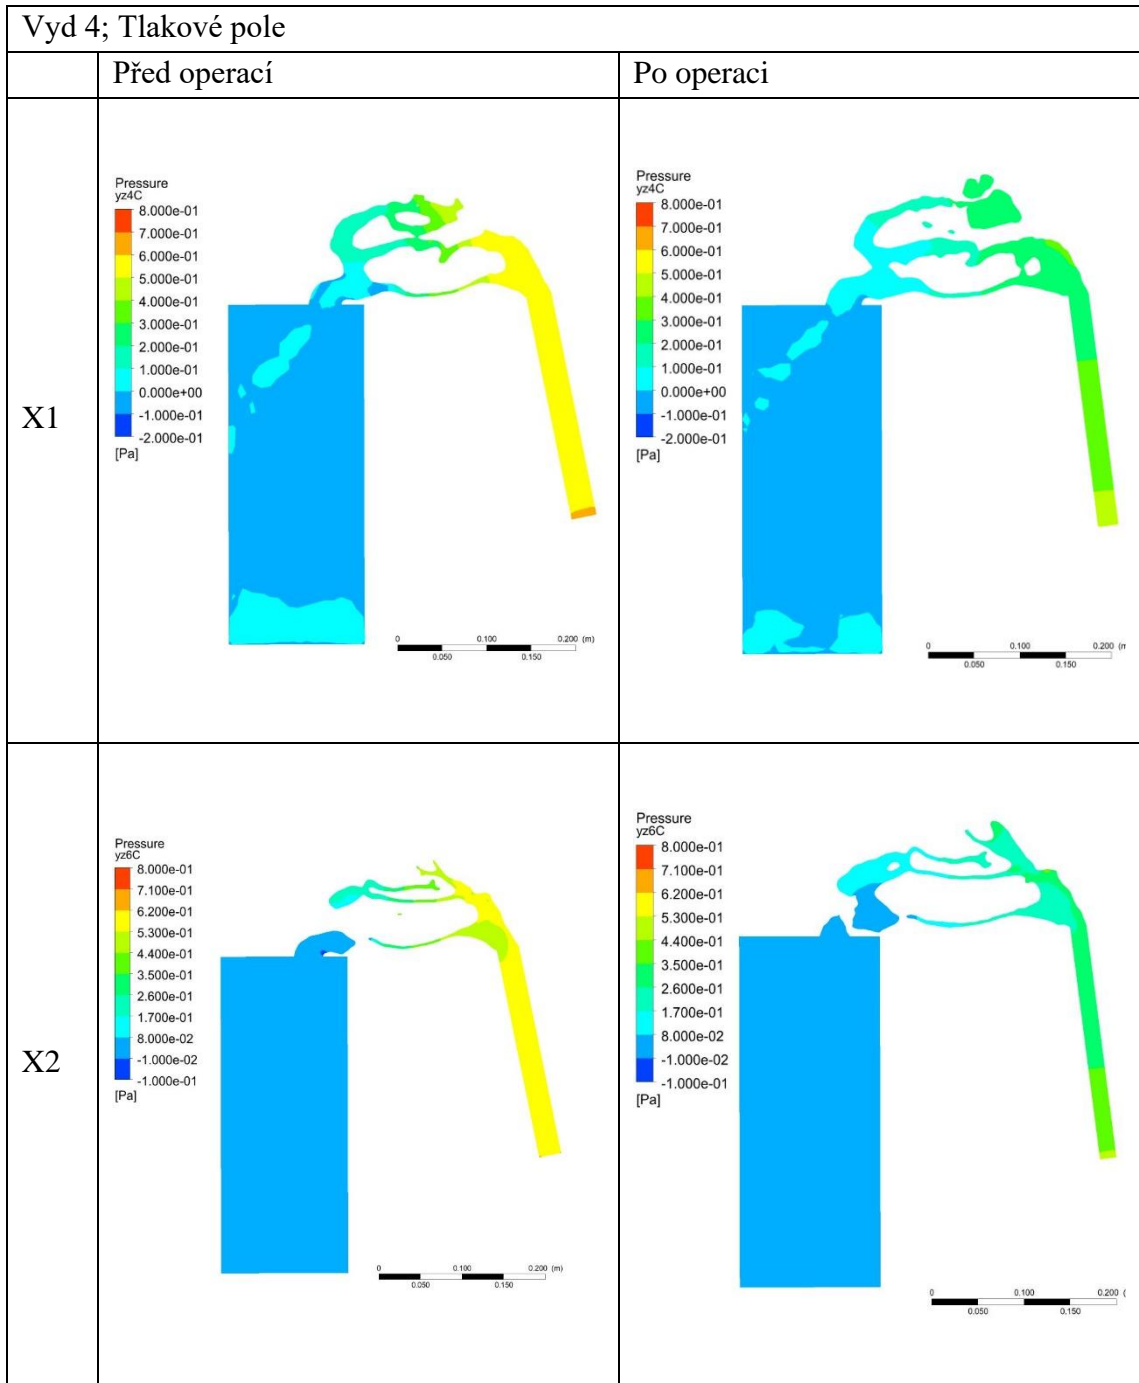 Vyd 4; Tlakové pole
Před operací
Po operaci
X1
Pressure
yz4C
8.000e-01
7.000e-01
6.000e-01
5.000e-01
4.000e-01
3.000e-01
2.000e-01
1.000e-01
0.000e+00
-1.000e-01
-2.000e-01
[Pa]
0 0.100 0.200 (m)
0.050 0.150
Pressure
yz4C
8.000e-01
7.000e-01
6.000e-01
5.000e-01
4.000e-01
3.000e-01
2.000e-01
1.000e-01
0.000e+00
-1.000e-01
-2.000e-01
[Pa]
0 0.100 0.200
0.050 0.150
X2
Pressure
yz6C
8.000e-01
7.100e-01
6.200e-01
5.300e-01
4.400e-01
3.500e-01
2.600e-01
1.700e-01
8.000e-02
-1.000e-02
-1.000e-01
[Pa]
0 0.100 0.200 (m)
0.050 0.150
Pressure
yz6C
8.000e-01
7.100e-01
6.200e-01
5.300e-01
4.400e-01
3.500e-01
2.600e-01
1.700e-01
8.000e-02
-1.000e-02
-1.000e-01
[Pa]
0 0.100 0.200
0.050 0.150